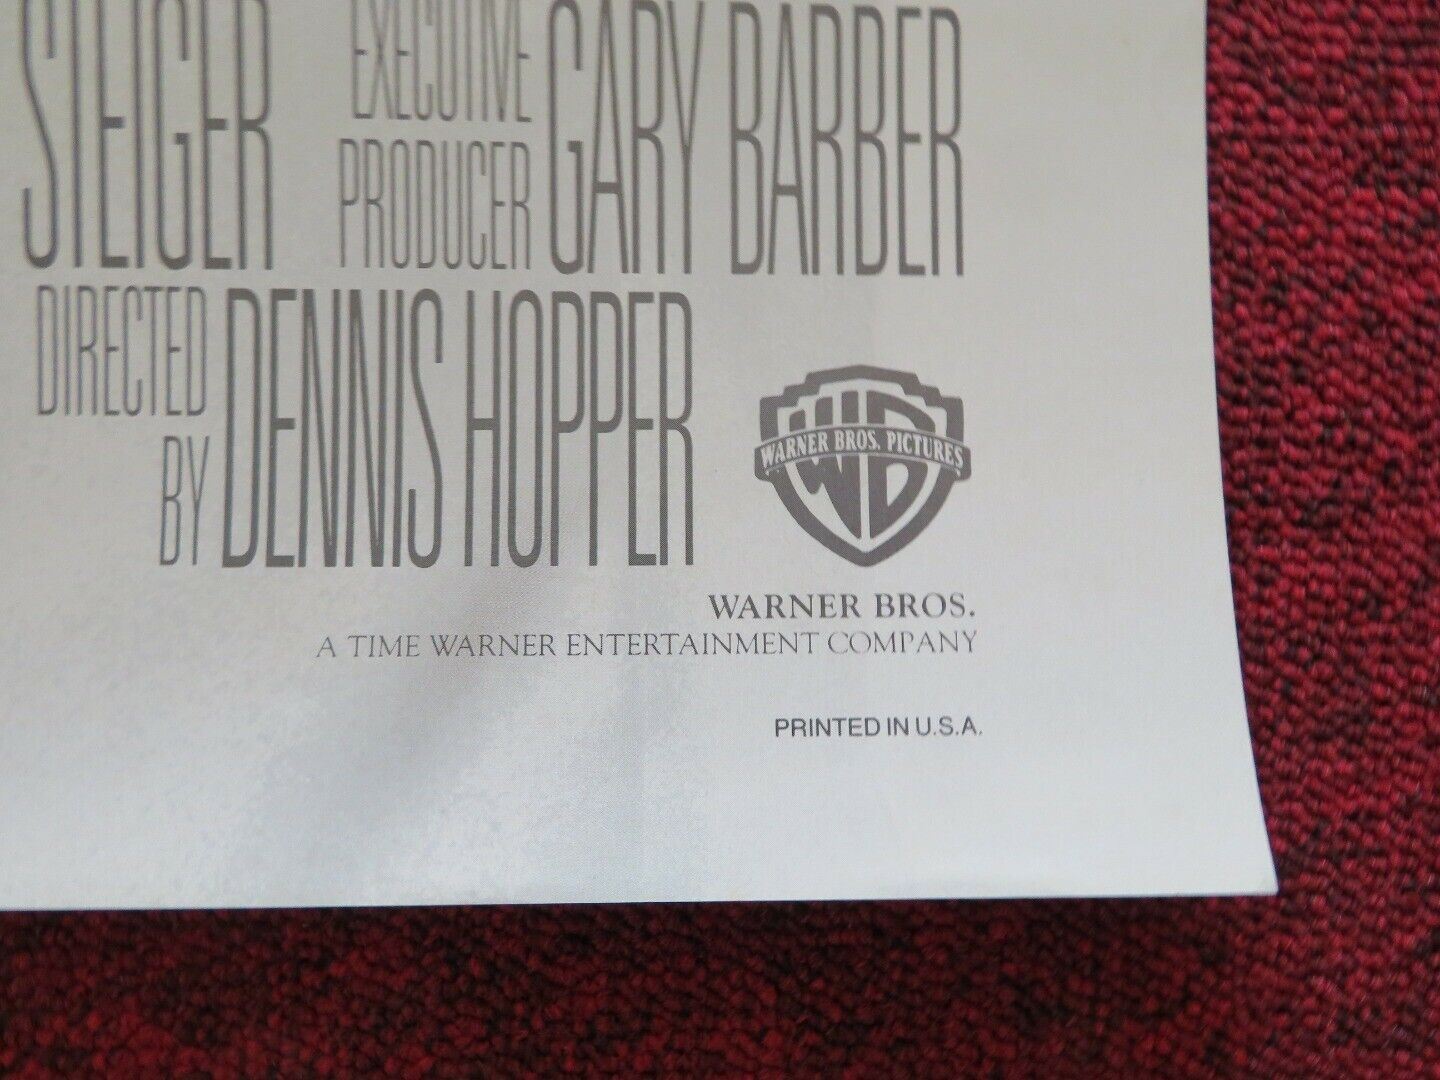 STEIGER EXECUTIVE PRODUCER GARY BARBER
DIRECTED BY DENNIS HOPPER
WARNER BROS. PICTURES
WARNER BROS.
A TIME WARNER ENTERTAINMENT COMPANY
PRINTED IN U.S.A.